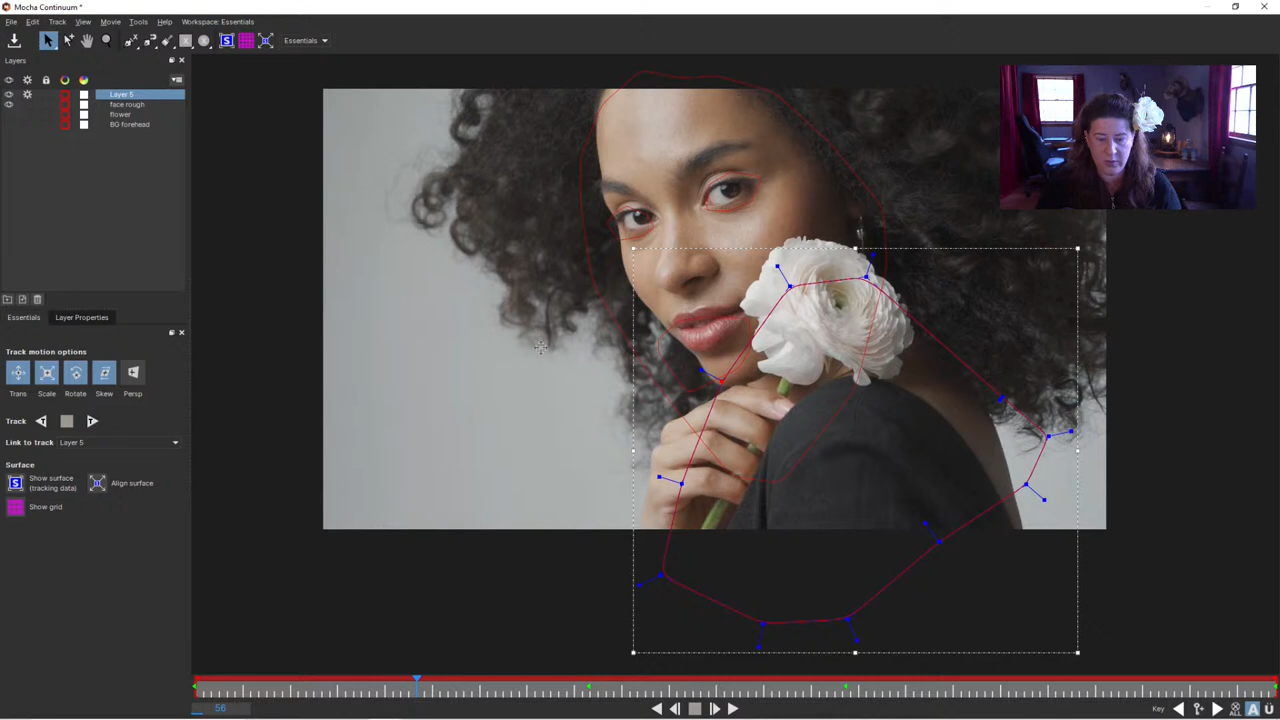 Mocha Continuum *
File Edit Track View Movie Tools Help Workspace: Essentials
Essentials
Layers
Layer 5
face rough
flower
BG forehead
Essentials Layer Properties
Track motion options
Trans Scale Rotate Skew Persp
Track
Link to track Layer 5
Surface
Show surface
(tracking data)
Align surface
Show grid
56
Key
ALL
A